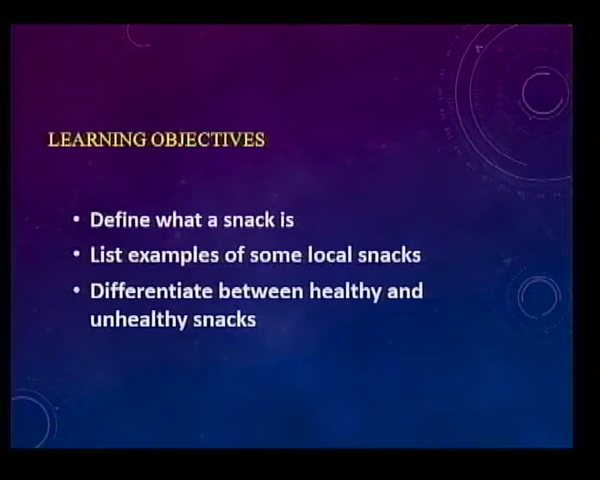 LEARNING OBJECTIVES
• Define what a snack is
• List examples of some local snacks
• Differentiate between healthy and
unhealthy snacks